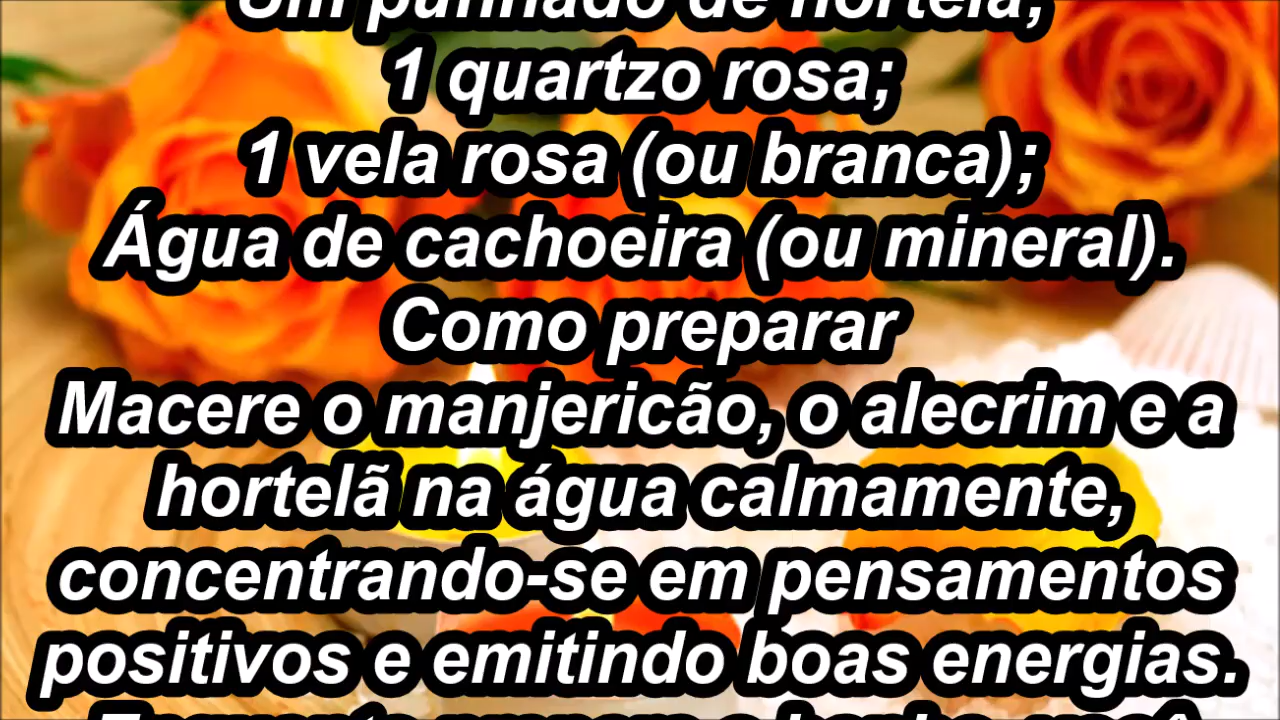 Um punhado de hortelã;
1 quartzo rosa;
1 vela rosa (ou branca);
Água de cachoeira (ou mineral).
Como preparar
Macere o manjericão, o alecrim e a
hortelã na água calmamente,
concentrando-se em pensamentos
positivos e emitindo boas energias.